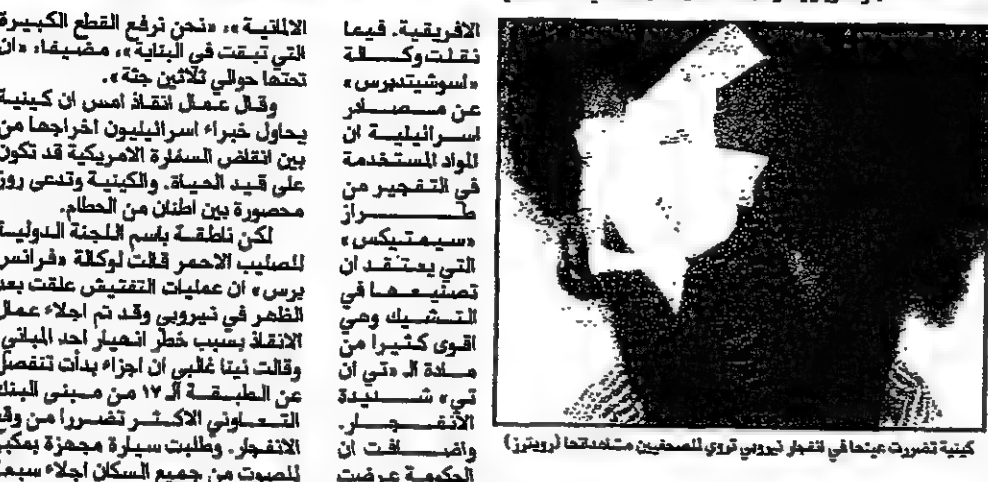 كينية تضررت عينها في انفجار نيروبي تروي للصحفيين مشاهداتها (رويترز)
الافريقية. فيما
نقلت وكالة
«اسوشيتدبرس»
عن مصادر
اسرائيلية ان
المواد المستخدمة
في التفجير من
طراز
«سيمتيكس»
التي يعتقد ان
تصنيعها في
التشيك وهي
اقوى كثيرا من
مادة الـ «تي ان
تي» شديدة
الانفجار.
واضافت ان
الحكومة عرضت
الالمانية»، «نحن نرفع القطع الكبيرة
التي تبقت في البناية»، مضيفا، «ان
تحتها حوالي ثلاثين جثة».
وقال عمال انقاذ امس ان كينية
يحاول خبراء اسرائيليون اخراجها من
بين انقاض السفارة الامريكية قد تكون
على قيد الحياة. والكينية وتدعى روز
محصورة بين اطنان من الحطام.
لكن ناطقة باسم اللجنة الدولية
للصليب الاحمر قالت لوكالة «فرانس
برس» ان عمليات التفتيش علقت بعد
الظهر في نيروبي وقد تم اجلاء عمال
الانقاذ بسبب خطر انهيار احد المباني
وقالت نينا غالبي ان اجزاء بدأت تنفصل
عن الطبقة الـ ١٧ من مبنى البنك
التعاوني الاكثر تضررا من وقع
الانفجار. وطلبت سيارة مجهزة بمكبر
للصوت من جميع السكان اجلاء سبعة